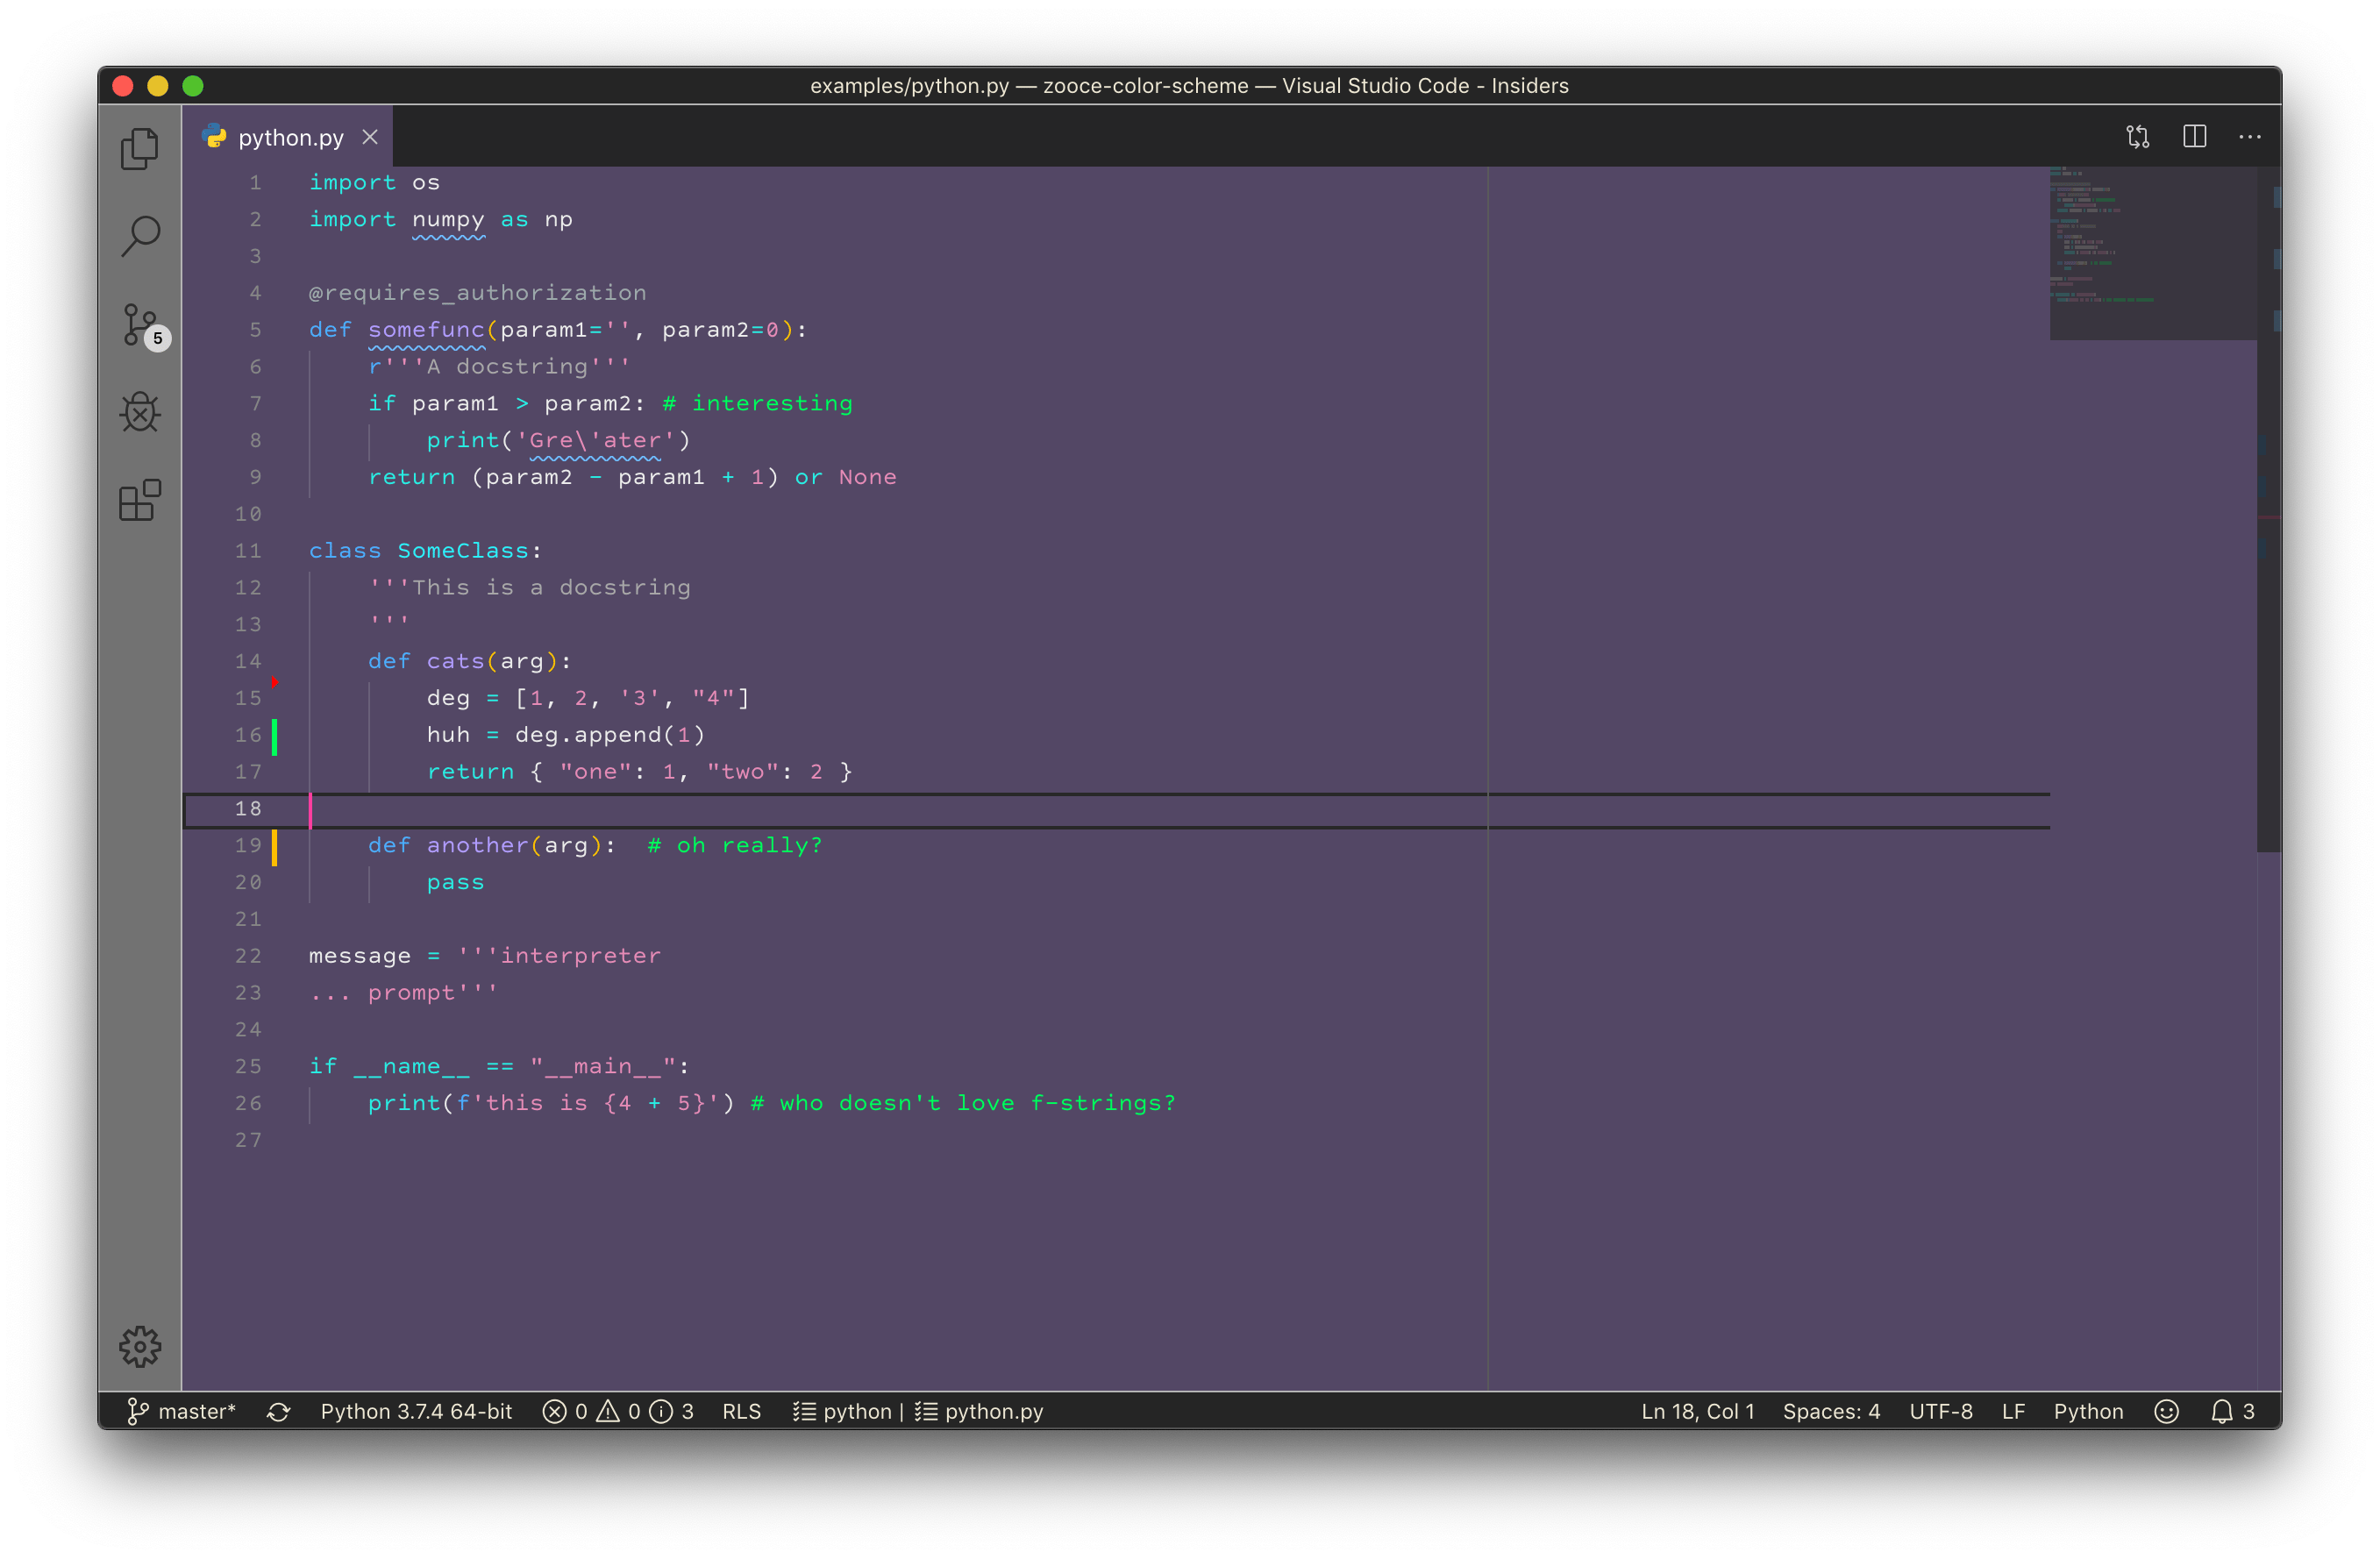 examples/python.py — zooce-color-scheme — Visual Studio Code - Insiders
python.py
1 import os
2 import numpy as np
3
4 @requires_authorization
5 def somefunc(param1='', param2=0):
6     r'''A docstring'''
7     if param1 > param2: # interesting
8         print('Gre\'ater')
9     return (param2 - param1 + 1) or None
10
11 class SomeClass:
12     '''This is a docstring
13     '''
14     def cats(arg):
15         deg = [1, 2, '3', "4"]
16         huh = deg.append(1)
17         return { "one": 1, "two": 2 }
18
19     def another(arg):  # oh really?
20         pass
21
22 message = '''interpreter
23 ... prompt'''
24
25 if __name__ == "__main__":
26     print(f'this is {4 + 5}') # who doesn't love f-strings?
27
5
master* Python 3.7.4 64-bit 0 0 3 RLS python | python.py Ln 18, Col 1 Spaces: 4 UTF-8 LF Python 3